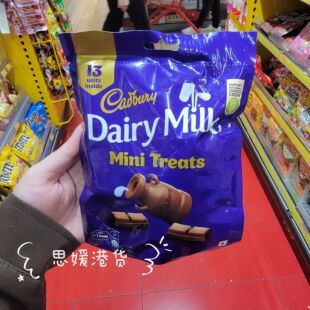 13
units
inside
Cadbury
Dairy Milk
Mini Treats
思媛港货